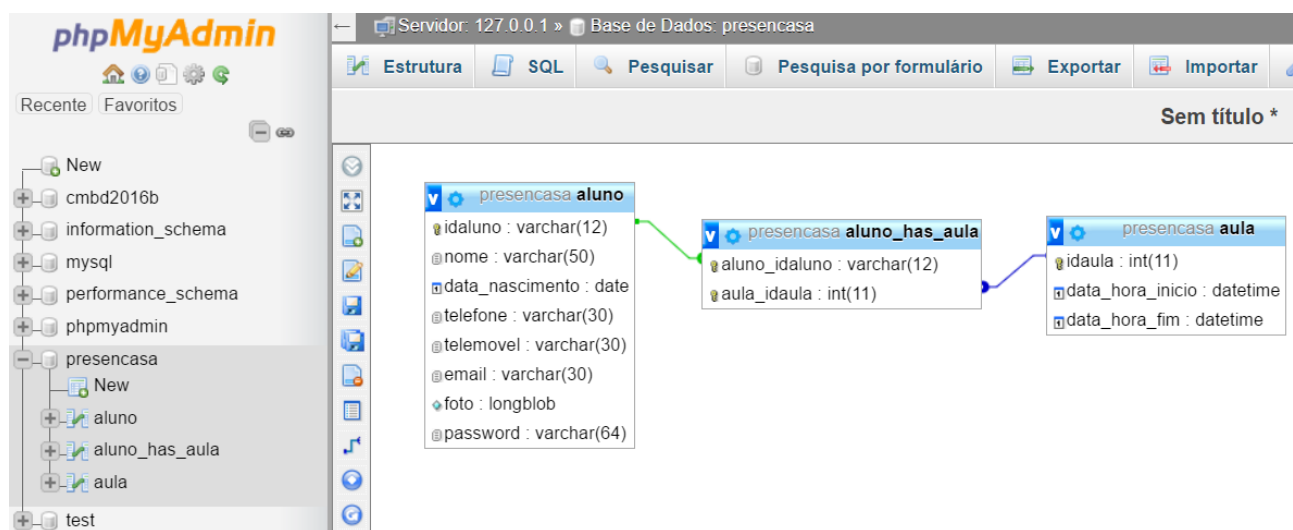 phpMyAdmin
Recente Favoritos
New
cmbd2016b
information_schema
mysql
performance_schema
phpmyadmin
presencasa
New
aluno
aluno_has_aula
aula
test
Servidor: 127.0.0.1 » Base de Dados: presencasa
Estrutura SQL Pesquisar Pesquisa por formulário Exportar Importar
Sem título *
v presencasa aluno
idaluno : varchar(12)
nome : varchar(50)
data_nascimento : date
telefone : varchar(30)
telemovel : varchar(30)
email : varchar(30)
foto : longblob
password : varchar(64)
v presencasa aluno_has_aula
aluno_idaluno : varchar(12)
aula_idaula : int(11)
v presencasa aula
idaula : int(11)
data_hora_inicio : datetime
data_hora_fim : datetime